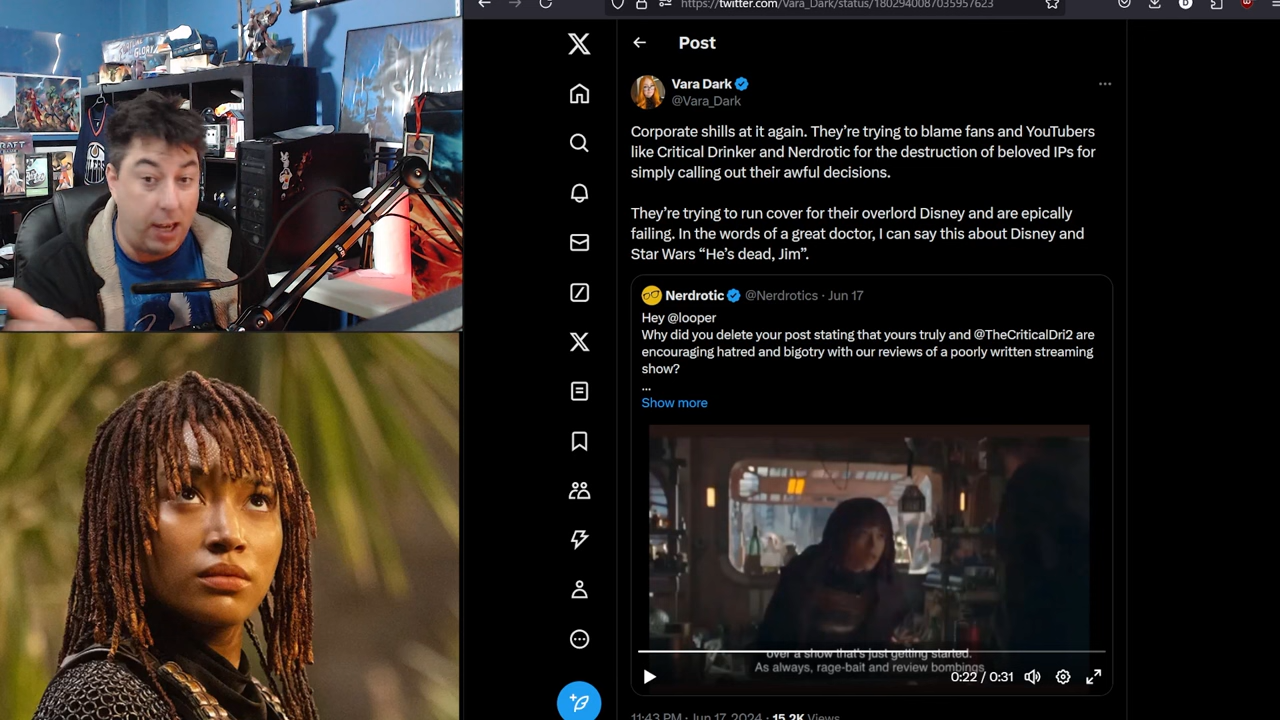 https://twitter.com/Vara_Dark/status/1802940087035957623
Post
Vara Dark
@Vara_Dark
Corporate shills at it again. They’re trying to blame fans and YouTubers
like Critical Drinker and Nerdrotic for the destruction of beloved IPs for
simply calling out their awful decisions.
They’re trying to run cover for their overlord Disney and are epically
failing. In the words of a great doctor, I can say this about Disney and
Star Wars “He’s dead, Jim”.
Nerdrotic @Nerdrotics · Jun 17
Hey @looper
Why did you delete your post stating that yours truly and @TheCriticalDri2 are
encouraging hatred and bigotry with our reviews of a poorly written streaming
show?
...
Show more
over a show that's just getting started.
As always, rage-bait and review bombings
0:22 / 0:31
11:43 PM · Jun 17, 2024 · 15.2K Views
GLORY